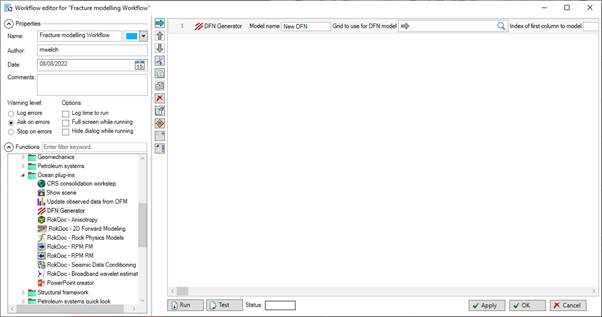 Workflow editor for "Fracture modelling Workflow"
Properties
Name: Fracture modelling Workflow
Author: mwelch
Date: 08/08/2022
Comments:
Warning level: Options:
Log errors Log time to run
Ask on errors Full screen while running
Stop on errors Hide dialog while running
Functions Enter filter keyword...
Geomechanics
Petroleum systems
Ocean plug-ins
CRS consolidation workstep
Show scene
Update observed data from DFM
DFN Generator
RokDoc - Anisotropy
RokDoc - 2D Forward Modeling
RokDoc - Rock Physics Models
RokDoc - RPM FM
RokDoc - RPM RM
RokDoc - Seismic Data Conditioning
RokDoc - Broadband wavelet estimat
PowerPoint creator
Structural framework
Petroleum systems quick look
1 DFN Generator Model name New DFN Grid to use for DFN model Index of first column to model
Run Test Status: Apply OK Cancel